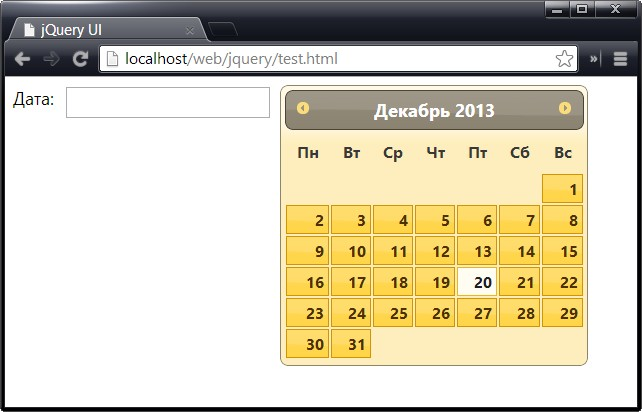 jQuery UI
localhost/web/jquery/test.html
Дата:
Декабрь 2013
Пн Вт Ср Чт Пт Сб Вс
1
2 3 4 5 6 7 8
9 10 11 12 13 14 15
16 17 18 19 20 21 22
23 24 25 26 27 28 29
30 31